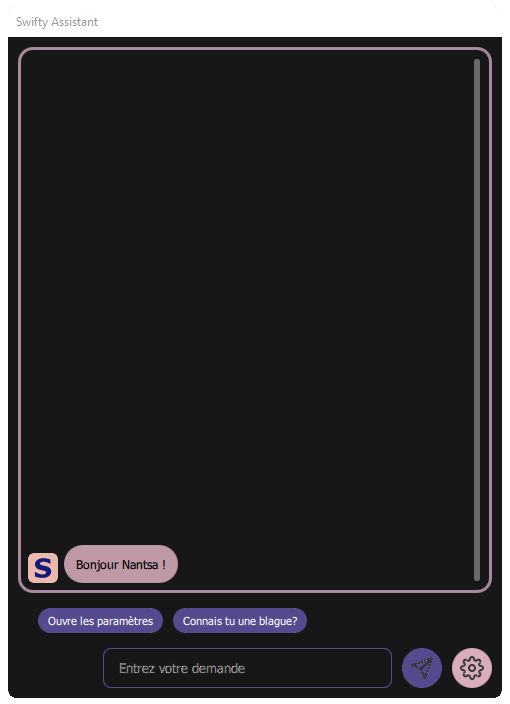 Swifty Assistant
S
Bonjour Nantsa !
Ouvre les paramètres
Connais tu une blague?
Entrez votre demande